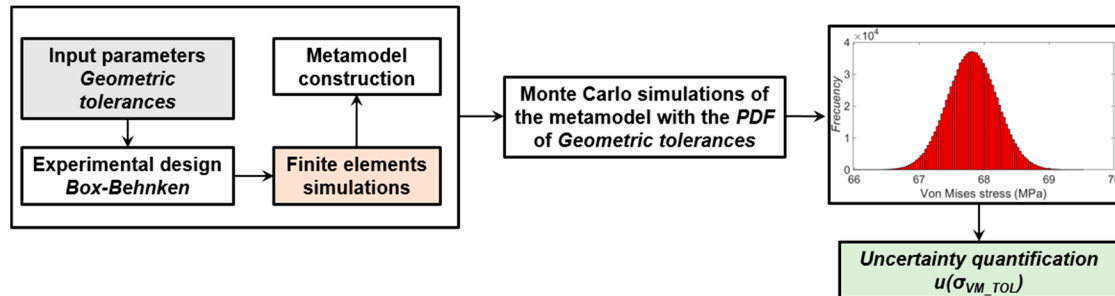 Input parameters
Geometric
tolerances
Experimental design
Box-Behnken
Metamodel
construction
Finite elements
simulations
Monte Carlo simulations of
the metamodel with the PDF
of Geometric tolerances
×10⁴
4
3
2
1
0
Frecuency
66 67 68 69 70
Von Mises stress (MPa)
Uncertainty quantification
u(σVM_TOL)